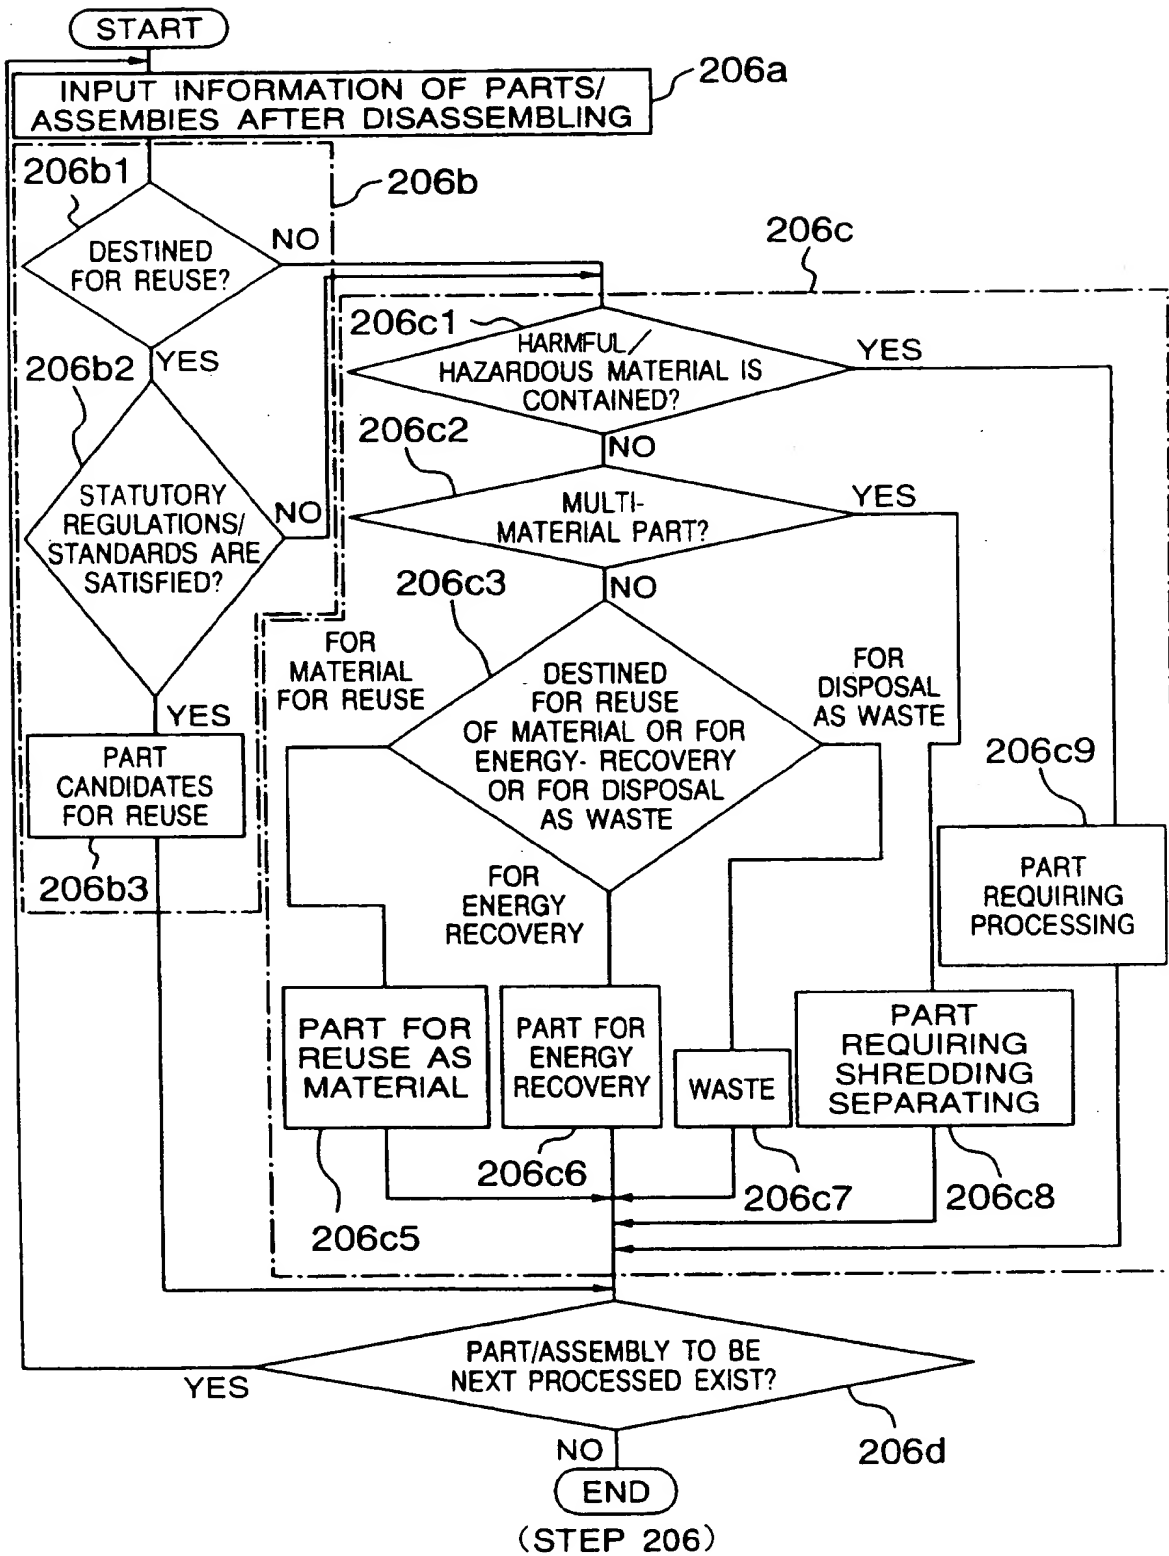 START
206a
INPUT INFORMATION OF PARTS/
ASSEMBIES AFTER DISASSEMBLING
206b1
206b
DESTINED
FOR REUSE?
NO
206c
YES
206b2
206c1
HARMFUL/
HAZARDOUS MATERIAL IS
CONTAINED?
YES
NO
206c2
STATUTORY
REGULATIONS/
STANDARDS ARE
SATISFIED?
NO
MULTI-
MATERIAL PART?
YES
NO
206c3
FOR
MATERIAL
FOR REUSE
DESTINED
FOR REUSE
OF MATERIAL OR FOR
ENERGY- RECOVERY
OR FOR DISPOSAL
AS WASTE
FOR
DISPOSAL
AS WASTE
YES
PART
CANDIDATES
FOR REUSE
206b3
206c9
PART
REQUIRING
PROCESSING
FOR
ENERGY
RECOVERY
PART FOR
REUSE AS
MATERIAL
PART FOR
ENERGY
RECOVERY
WASTE
PART
REQUIRING
SHREDDING
SEPARATING
206c5
206c6
206c7
206c8
PART/ASSEMBLY TO BE
NEXT PROCESSED EXIST?
YES
206d
NO
END
(STEP 206)